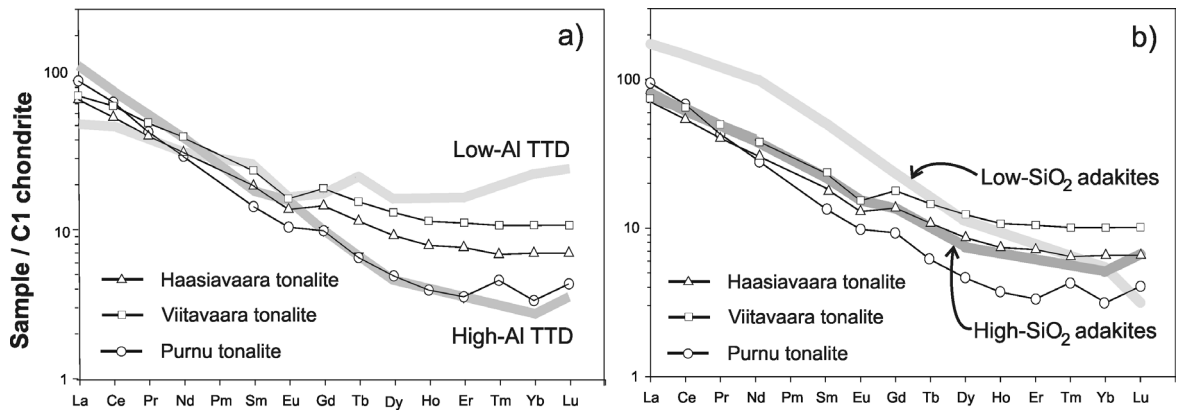 a)
100
10
1
Sample / C1 chondrite
Low-Al TTD
High-Al TTD
Haasiavaara tonalite
Viitavaara tonalite
Purnu tonalite
La Ce Pr Nd Pm Sm Eu Gd Tb Dy Ho Er Tm Yb Lu
b)
100
10
1
Low-SiO2 adakites
High-SiO2 adakites
Haasiavaara tonalite
Viitavaara tonalite
Purnu tonalite
La Ce Pr Nd Pm Sm Eu Gd Tb Dy Ho Er Tm Yb Lu